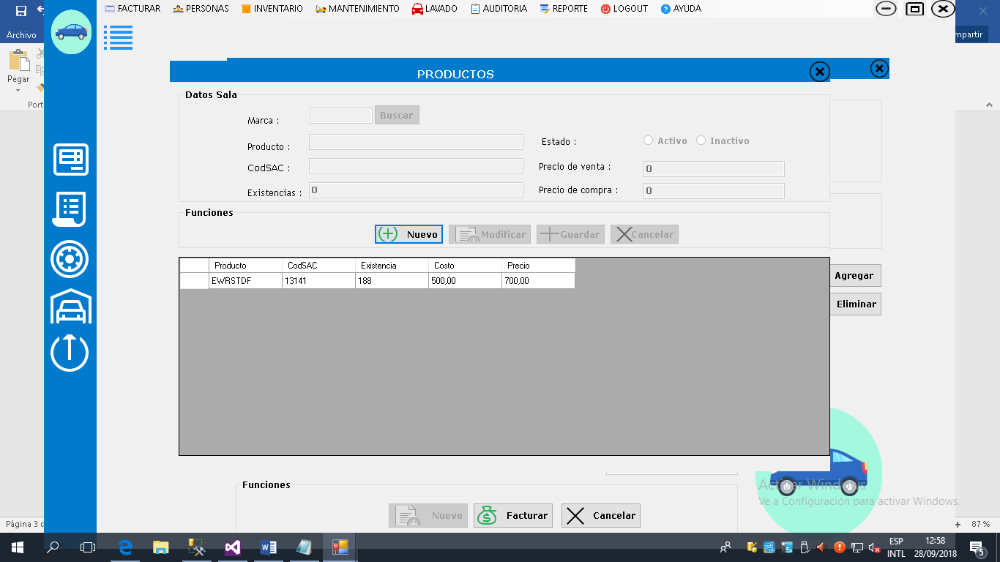 FACTURAR PERSONAS INVENTARIO MANTENIMIENTO LAVADO AUDITORIA REPORTE LOGOUT AYUDA
Archivo
mpartir
Pegar
Port
PRODUCTOS
Datos Sala
Marca : Buscar
Producto : Estado : Activo Inactivo
CodSAC : Precio de venta : 0
Existencias : 0 Precio de compra : 0
Funciones
Nuevo Modificar Guardar Cancelar
Producto CodSAC Existencia Costo Precio
EWRSTDF 13141 188 500,00 700,00
Agregar
Eliminar
Funciones
Activar Windows
Ve a Configuración para activar Windows.
Nuevo Facturar Cancelar
Página 3 d
87 %
ESP 12:58
INTL 28/09/2018 5